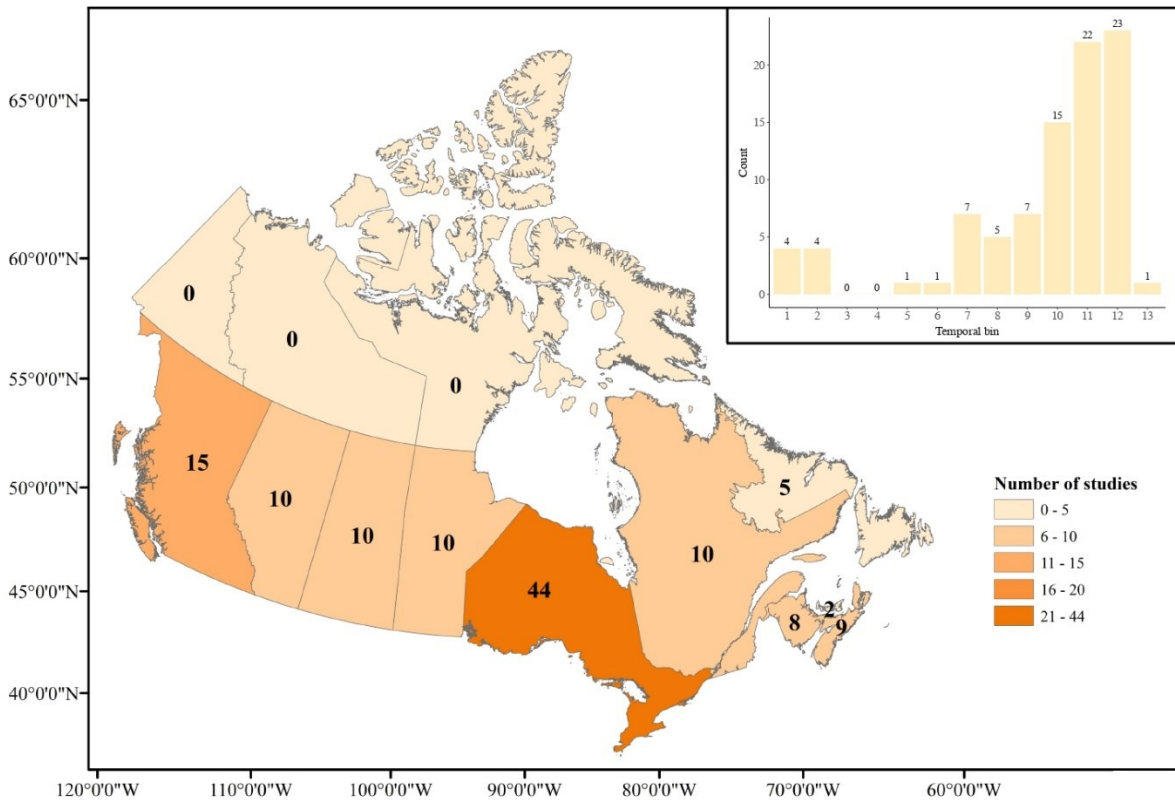 65°0'0"N
60°0'0"N
55°0'0"N
50°0'0"N
45°0'0"N
40°0'0"N
120°0'0"W 110°0'0"W 100°0'0"W 90°0'0"W 80°0'0"W 70°0'0"W 60°0'0"W
0
0
0
15
10
10
10
44
10
5
2
8
9
Count
20
15
10
5
0
4 4 0 0 1 1 7 5 7 15 22 23 1
1 2 3 4 5 6 7 8 9 10 11 12 13
Temporal bin
Number of studies
0 - 5
6 - 10
11 - 15
16 - 20
21 - 44